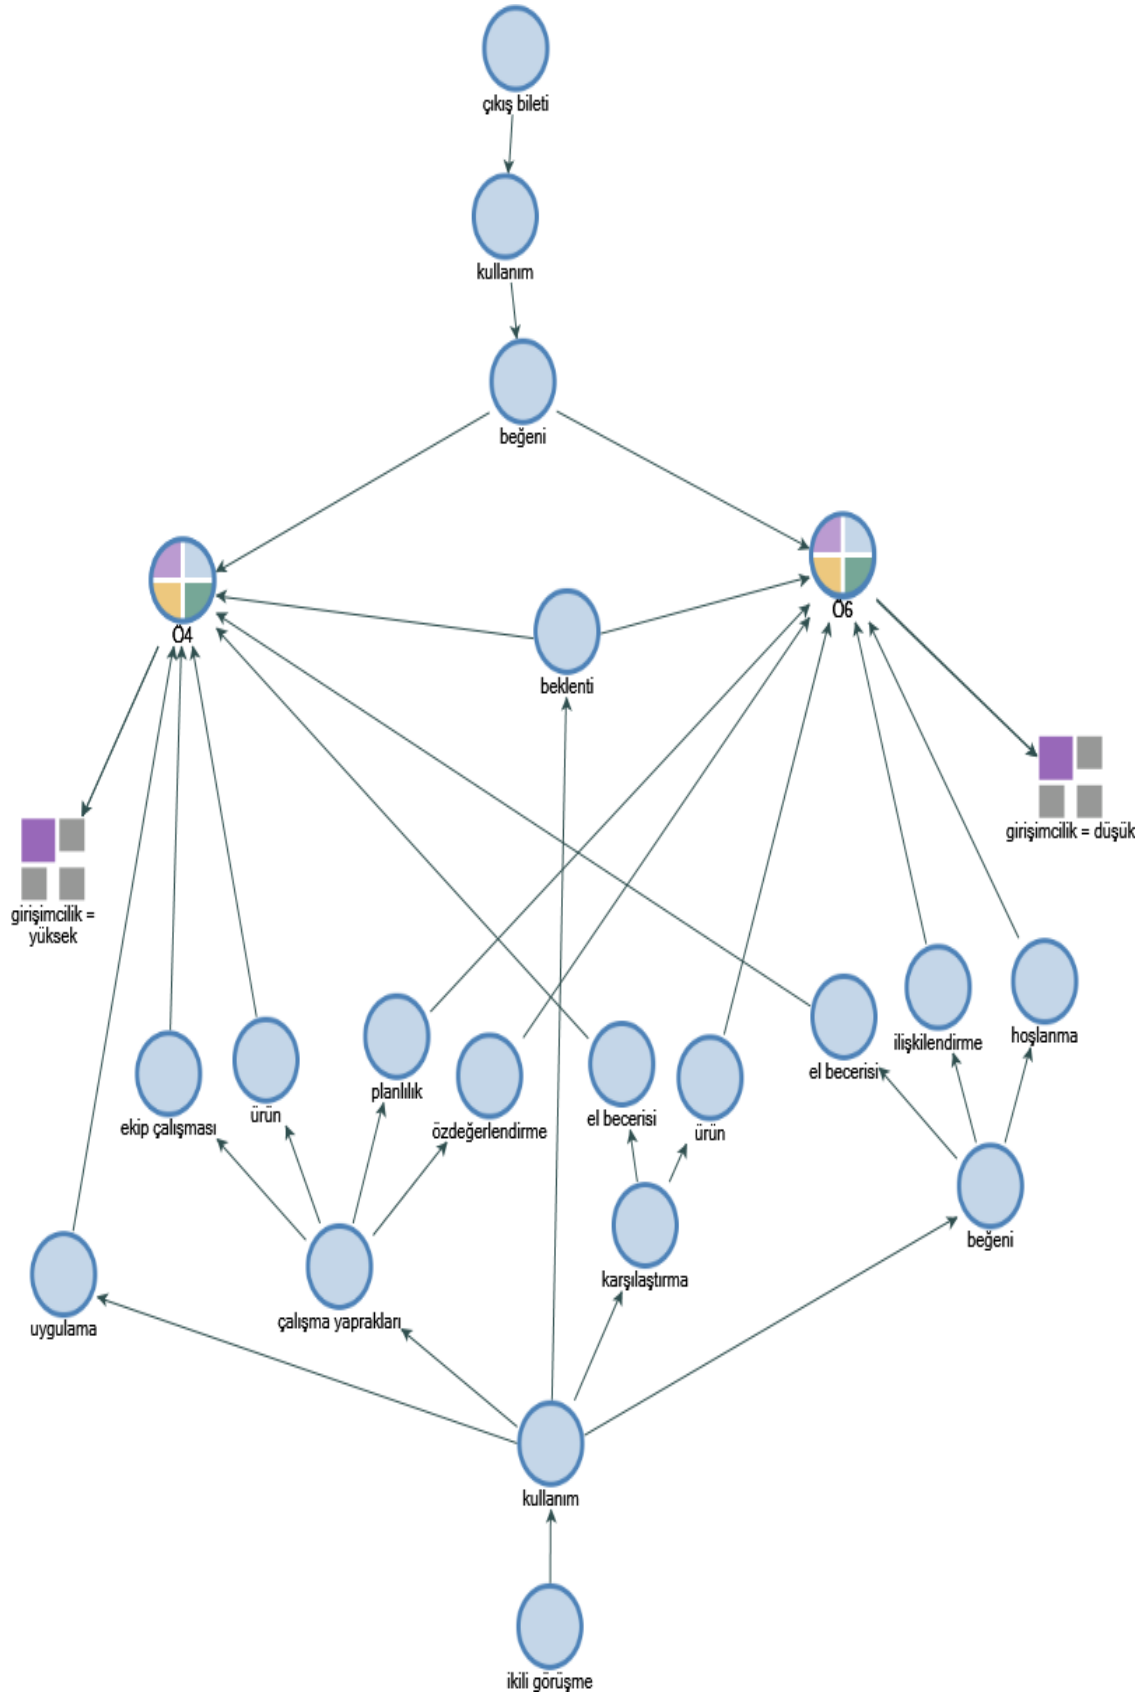 çıkış bileti
kullanım
beğeni
Ö4
Ö6
beklenti
girişimcilik = düşük
girişimcilik =
yüksek
ekip çalışması
ürün
planlılık
özdeğerlendirme
el becerisi
ürün
el becerisi
ilişkilendirme
hoşlanma
uygulama
çalışma yaprakları
karşılaştırma
beğeni
kullanım
ikili görüşme